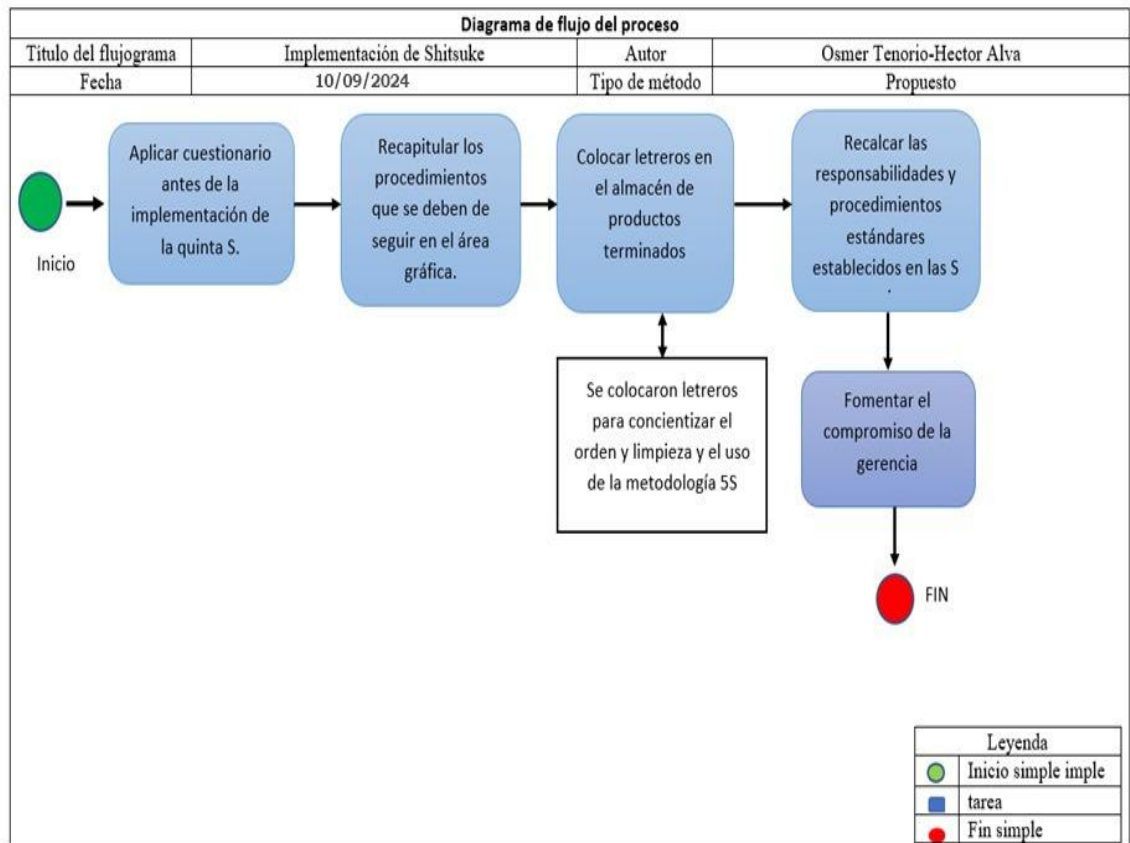 Diagrama de flujo del proceso
Titulo del flujograma Implementación de Shitsuke Autor Osmer Tenorio-Hector Alva
Fecha 10/09/2024 Tipo de método Propuesto
Inicio
Aplicar cuestionario
antes de la
implementación de
la quinta S.
Recapitular los
procedimientos
que se deben de
seguir en el área
gráfica.
Colocar letreros en
el almacén de
productos
terminados
Recalcar las
responsabilidades y
procedimientos
estándares
establecidos en las S
.
Se colocaron letreros
para concientizar el
orden y limpieza y el uso
de la metodología 5S
Fomentar el
compromiso de la
gerencia
FIN
Leyenda
Inicio simple imple
tarea
Fin simple